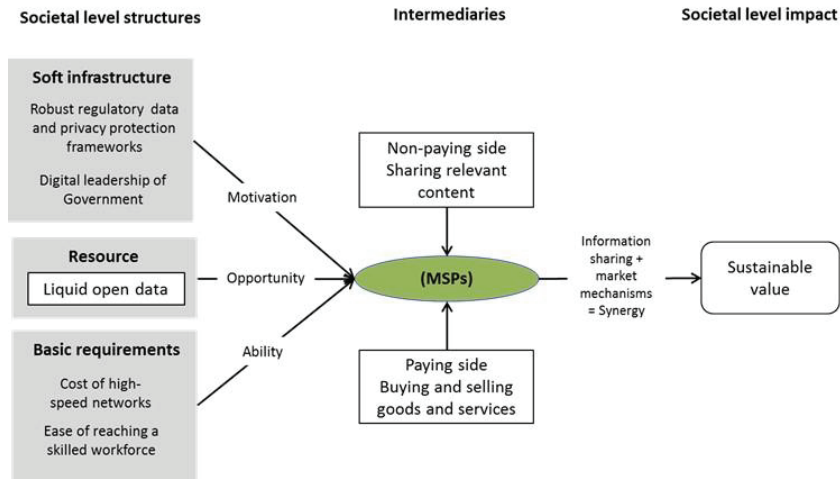 Societal level structures
Intermediaries
Societal level impact
Soft infrastructure
Robust regulatory data
and privacy protection
frameworks
Digital leadership of
Government
Motivation
Resource
Liquid open data
Opportunity
Basic requirements
Cost of high-
speed networks
Ease of reaching a
skilled workforce
Ability
Non-paying side
Sharing relevant
content
(MSPs)
Paying side
Buying and selling
goods and services
Information
sharing +
market
mechanisms
= Synergy
Sustainable
value